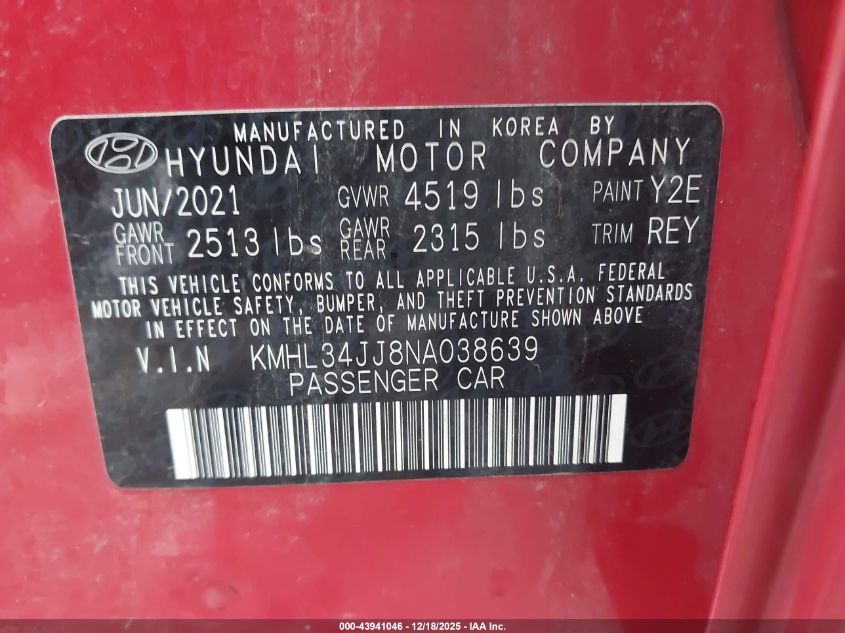 MANUFACTURED IN KOREA BY
HYUNDAI MOTOR COMPANY
JUN/2021 GVWR 4519 lbs PAINT Y2E
GAWR FRONT 2513 lbs GAWR REAR 2315 lbs TRIM REY
THIS VEHICLE CONFORMS TO ALL APPLICABLE U.S.A. FEDERAL
MOTOR VEHICLE SAFETY, BUMPER, AND THEFT PREVENTION STANDARDS
IN EFFECT ON THE DATE OF MANUFACTURE SHOWN ABOVE
V.I.N KMHL34JJ8NA038639
PASSENGER CAR
000-43941046 - 12/18/2025 - IAA Inc.